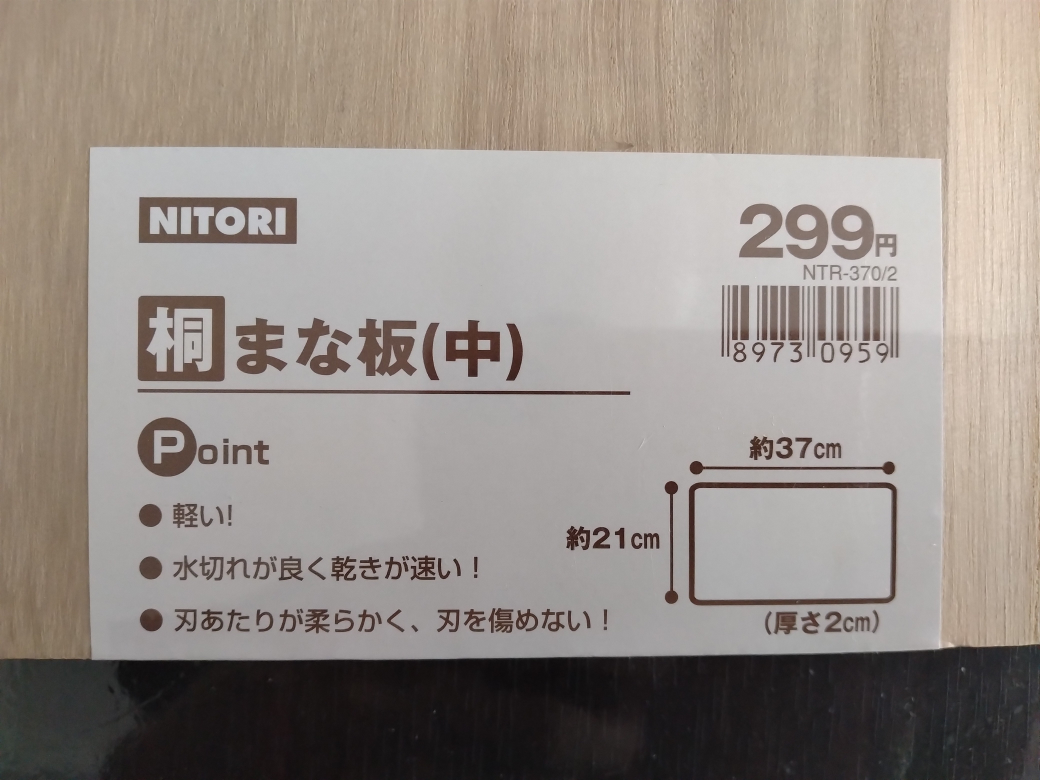 NITORI
299円
NTR-370/2
8973 0959
桐まな板(中)
Point
● 軽い!
● 水切れが良く乾きが速い！
● 刃あたりが柔らかく、刃を傷めない！
約37cm
約21cm
(厚さ2cm)